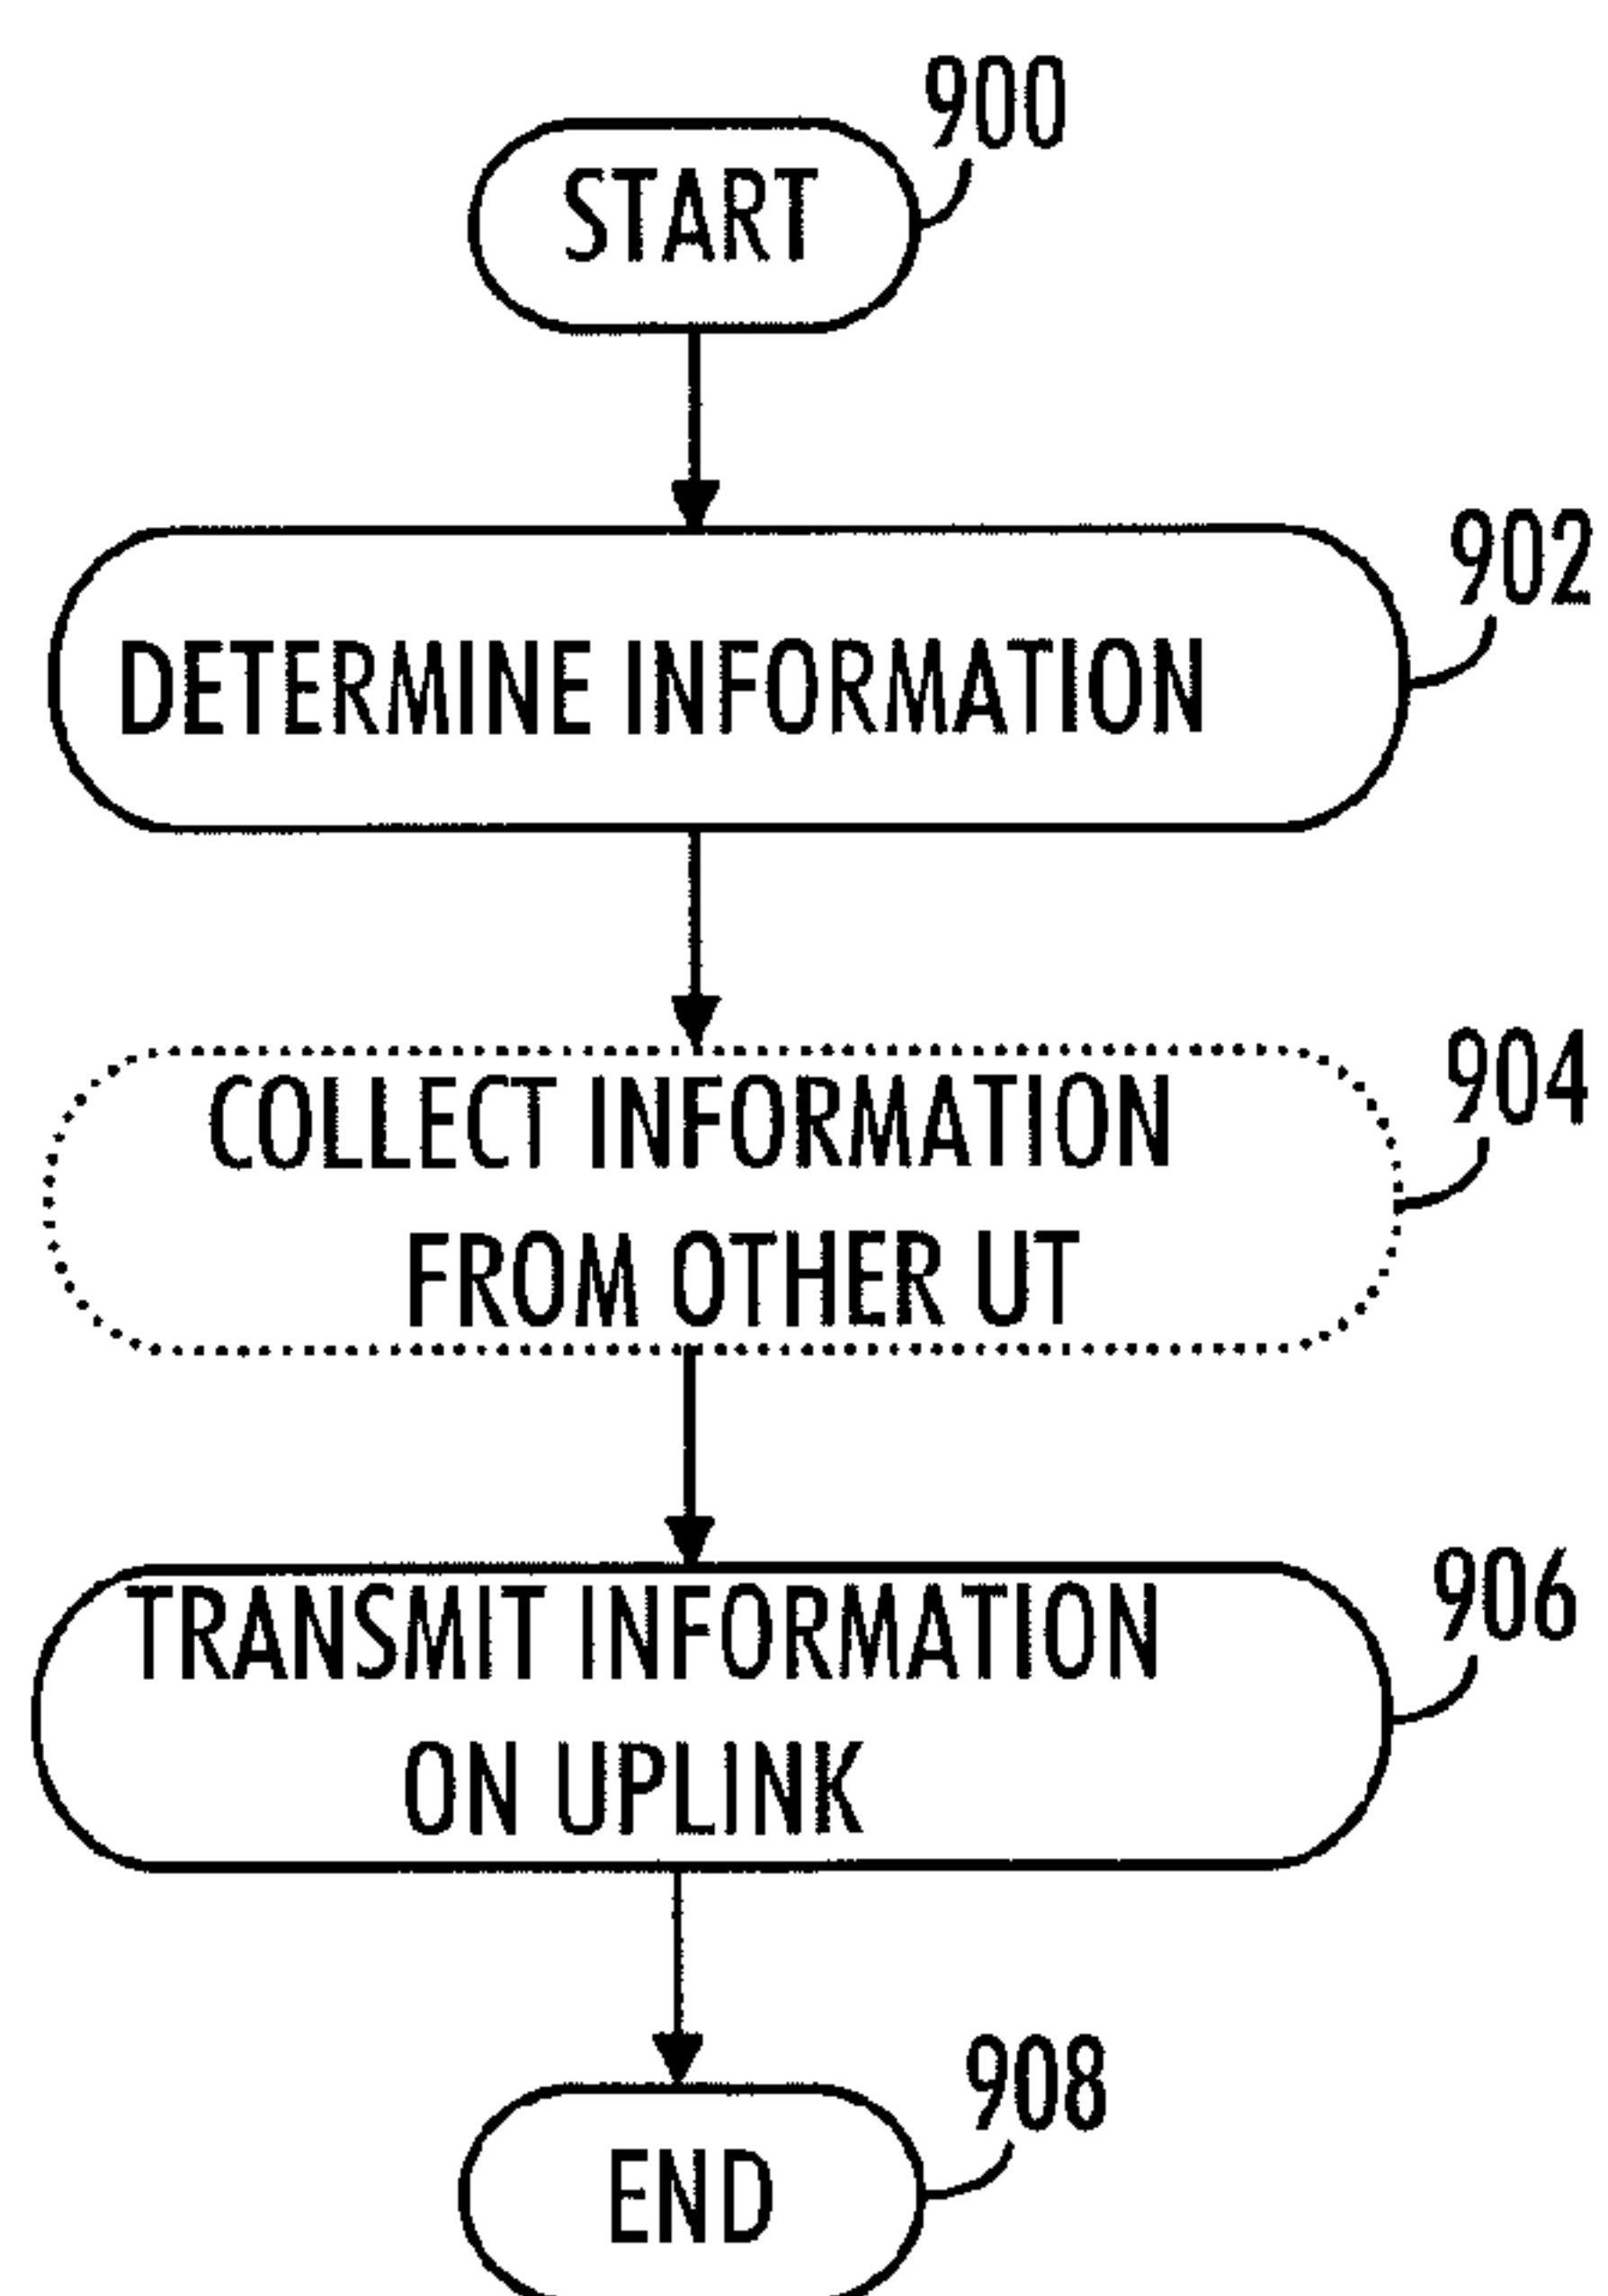 900
START
902
DETERMINE INFORMATION
904
COLLECT INFORMATION
FROM OTHER UT
906
TRANSMIT INFORMATION
ON UPLINK
908
END